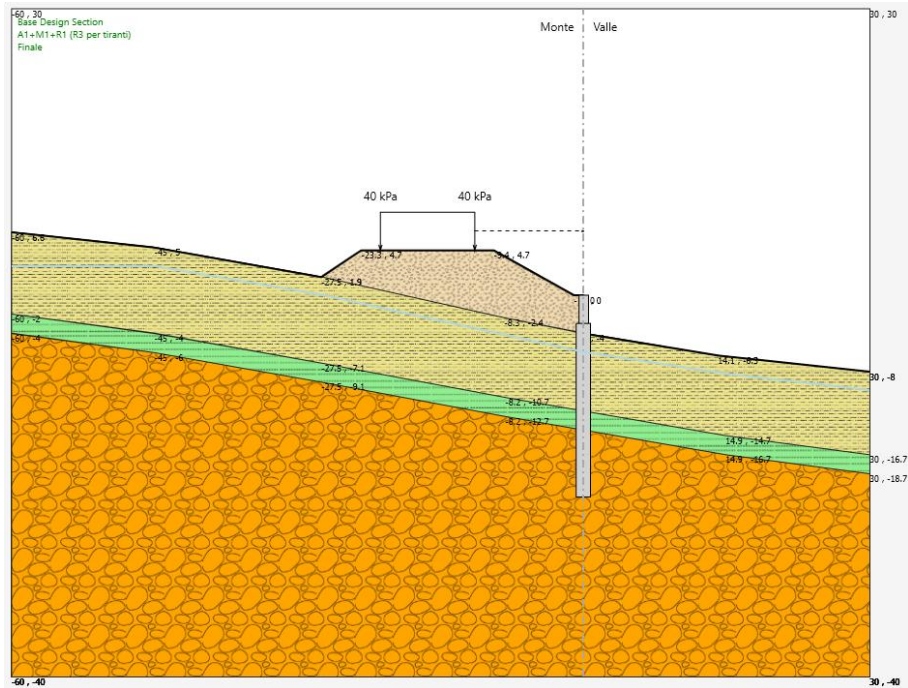 -60 , 30
30 , 30
Base Design Section
A1+M1+R1 (R3 per tiranti)
Finale
Monte
Valle
40 kPa
40 kPa
-60 , 6.8
-45 , 5
-23.3 , 4.7
-9.4 , 4.7
-27.5 , 1.9
-8.3 , -2.4
-60 , -2
-60 , -4
-45 , -4
-45 , -6
14.1 , -6.3
-27.5 , -7.1
-27.5 , -9.1
30 , -8
-8.2 , -10.7
-8.2 , -12.7
14.9 , -14.7
14.9 , -16.7
30 , -16.7
30 , -18.7
-60 , -40
30 , -40